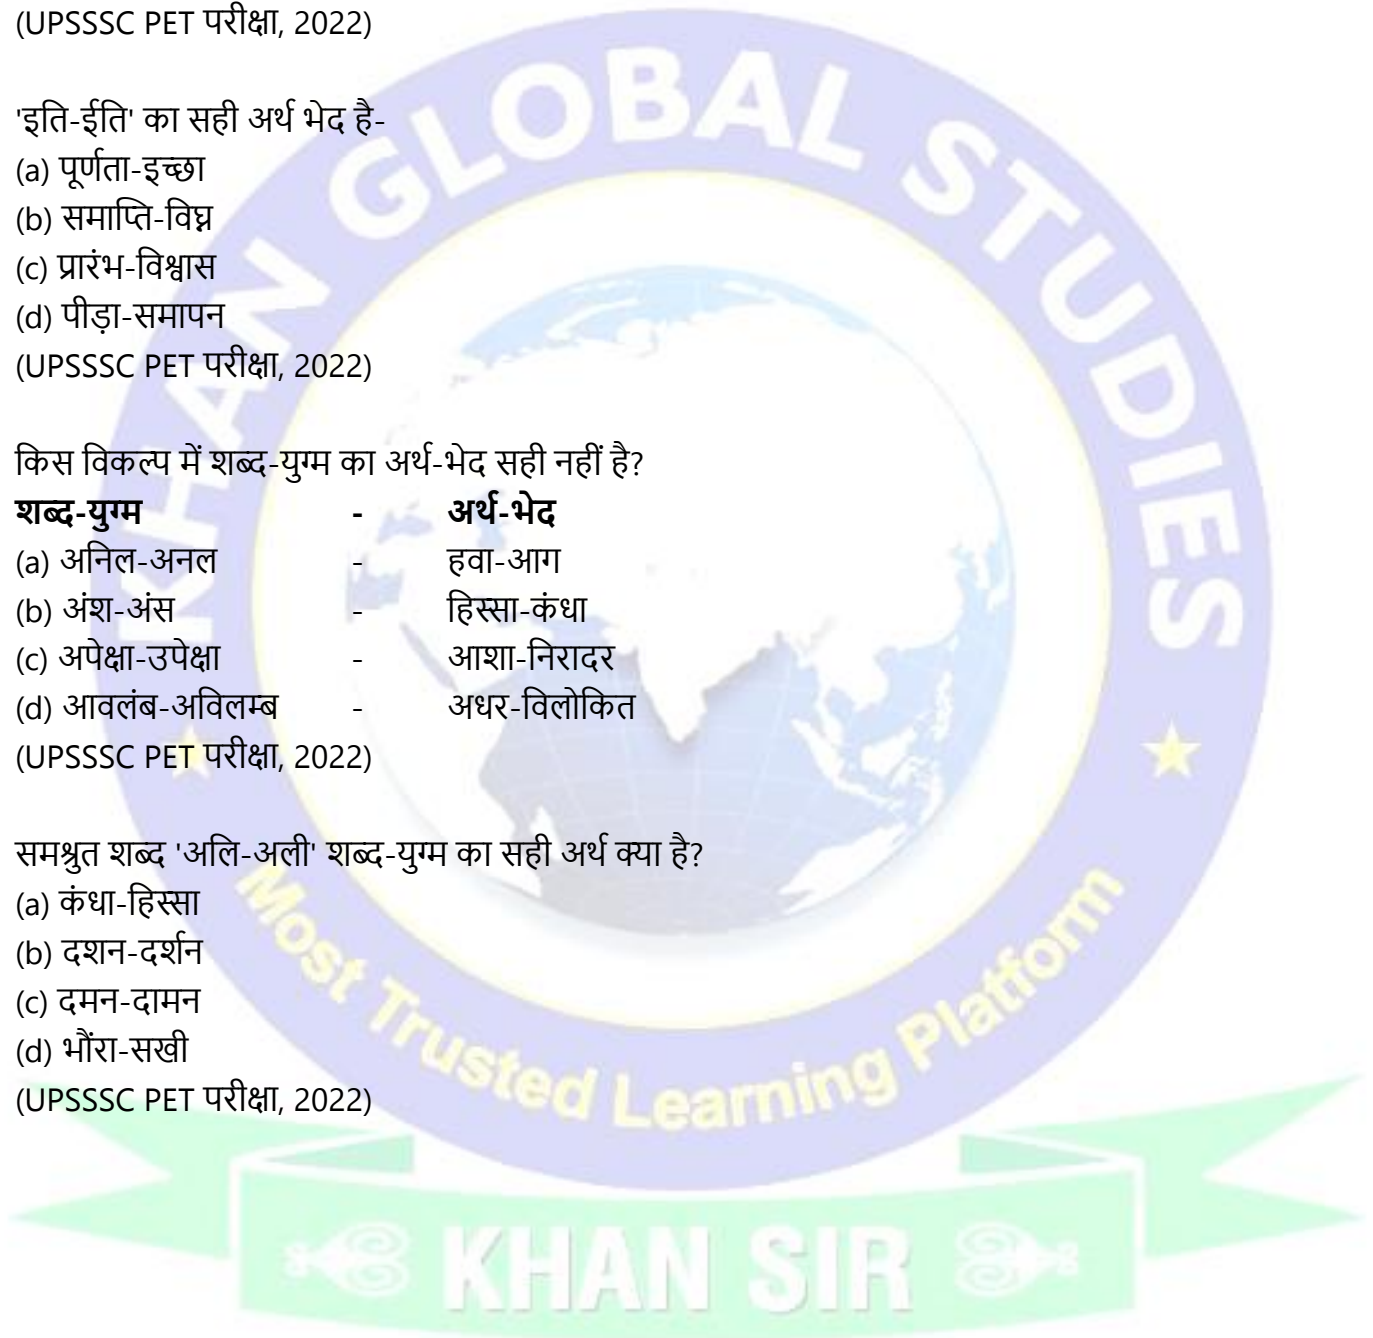 (UPSSSC PET परीक्षा, 2022)
'इति-ईति' का सही अर्थ भेद है-
(a) पूर्णता-इच्छा
(b) समाप्ति-विघ्न
(c) प्रारंभ-विश्वास
(d) पीड़ा-समापन
(UPSSSC PET परीक्षा, 2022)
किस विकल्प में शब्द-युग्म का अर्थ-भेद सही नहीं है?
शब्द-युग्म - अर्थ-भेद
(a) अनिल-अनल - हवा-आग
(b) अंश-अंस - हिस्सा-कंधा
(c) अपेक्षा-उपेक्षा - आशा-निरादर
(d) आवलंब-अविलम्ब - अधर-विलोकित
(UPSSSC PET परीक्षा, 2022)
समश्रुत शब्द 'अलि-अली' शब्द-युग्म का सही अर्थ क्या है?
(a) कंधा-हिस्सा
(b) दशन-दर्शन
(c) दमन-दामन
(d) भौंरा-सखी
(UPSSSC PET परीक्षा, 2022)
KHAN GLOBAL STUDIES
Most Trusted Learning Platform
KHAN SIR